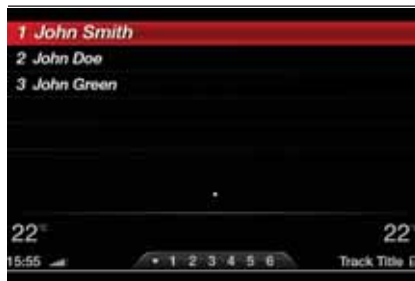 1 John Smith
2 John Doe
3 John Green
22° 22°
15:55 • 1 2 3 4 5 6 Track Title